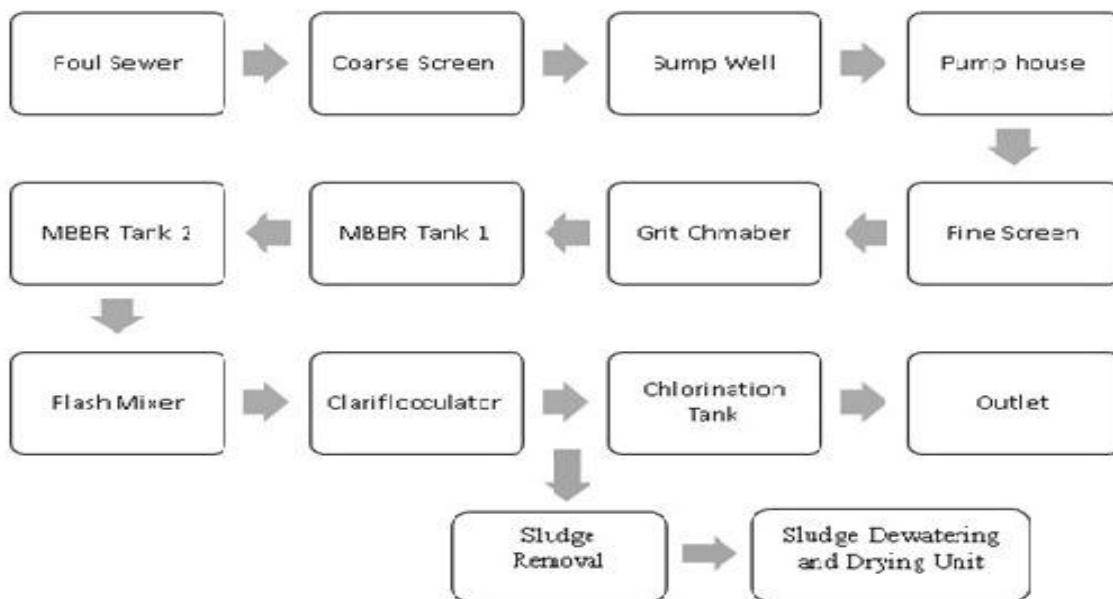 Foul Sewer
Coarse Screen
Sump Well
Pump house
Fine Screen
Grit Chmaber
MBBR Tank 1
MBBR Tank 2
Flash Mixer
Clariflocculator
Chlorination
Tank
Outlet
Sludge
Removal
Sludge Dewatering
and Drying Unit